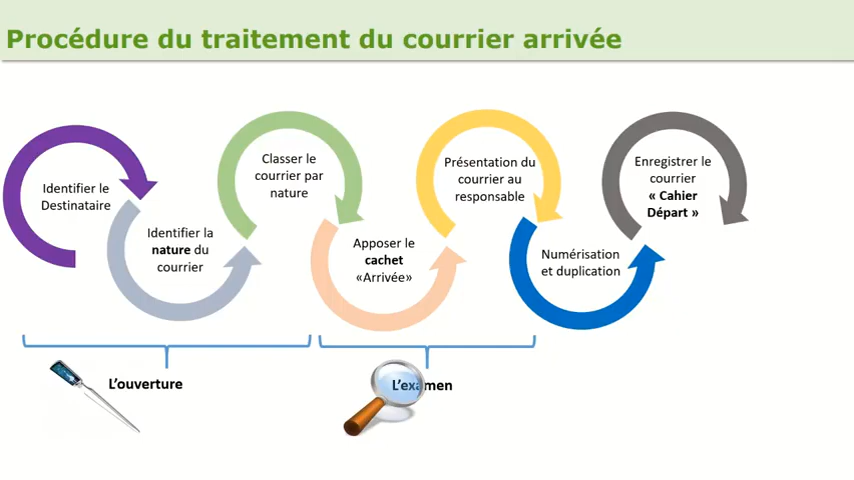 Procédure du traitement du courrier arrivée
Identifier le
Destinataire
Identifier la
nature du
courrier
Classer le
courrier par
nature
Apposer le
cachet
«Arrivée»
Présentation du
courrier au
responsable
Numérisation
et duplication
Enregistrer le
courrier
« Cahier
Départ »
L’ouverture
L’examen